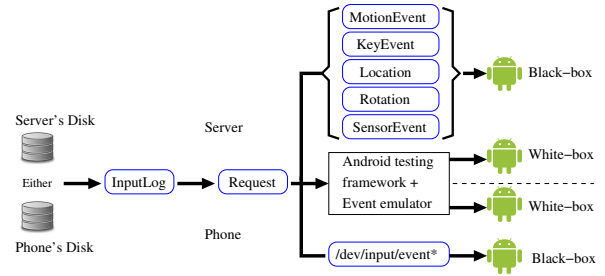 MotionEvent
KeyEvent
Location
Rotation
SensorEvent
Black−box
Server's Disk
Server
Either
InputLog
Request
Android testing
framework +
Event emulator
White−box
White−box
Phone's Disk
Phone
/dev/input/event*
Black−box